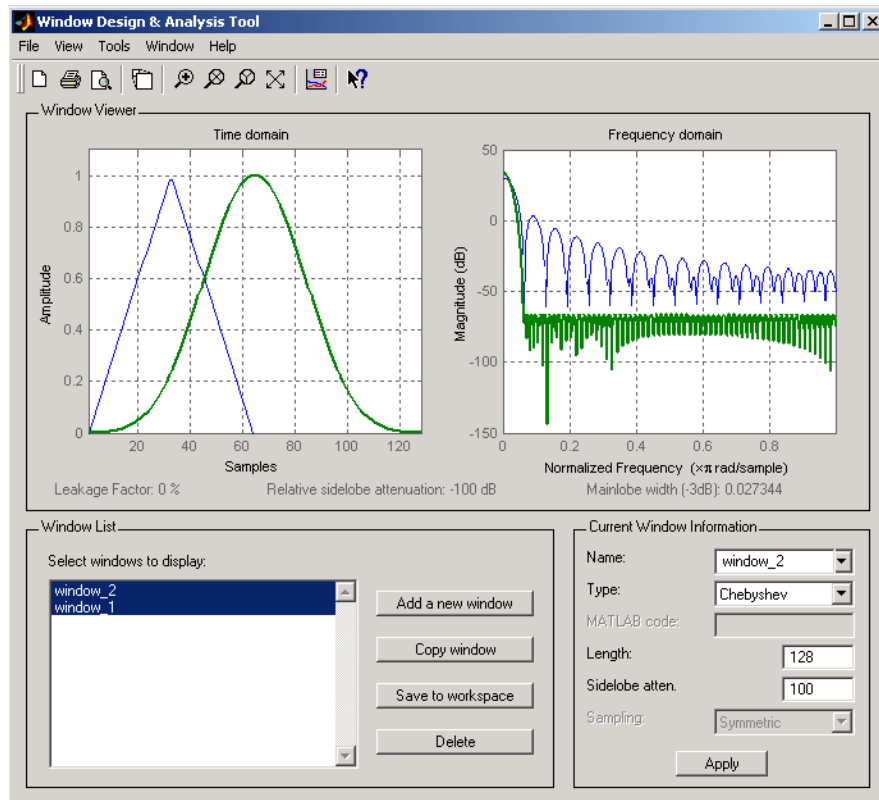 Window Design & Analysis Tool
File View Tools Window Help
Window Viewer
Time domain
1
0.8
0.6
0.4
0.2
0
Amplitude
20 40 60 80 100 120
Samples
Frequency domain
50
0
-50
-100
-150
Magnitude (dB)
0 0.2 0.4 0.6 0.8
Normalized Frequency (×π rad/sample)
Leakage Factor: 0 % Relative sidelobe attenuation: -100 dB Mainlobe width (-3dB): 0.027344
Window List
Select windows to display:
window_2
window_1
Add a new window
Copy window
Save to workspace
Delete
Current Window Information
Name: window_2
Type: Chebyshev
MATLAB code:
Length: 128
Sidelobe atten. 100
Sampling: Symmetric
Apply